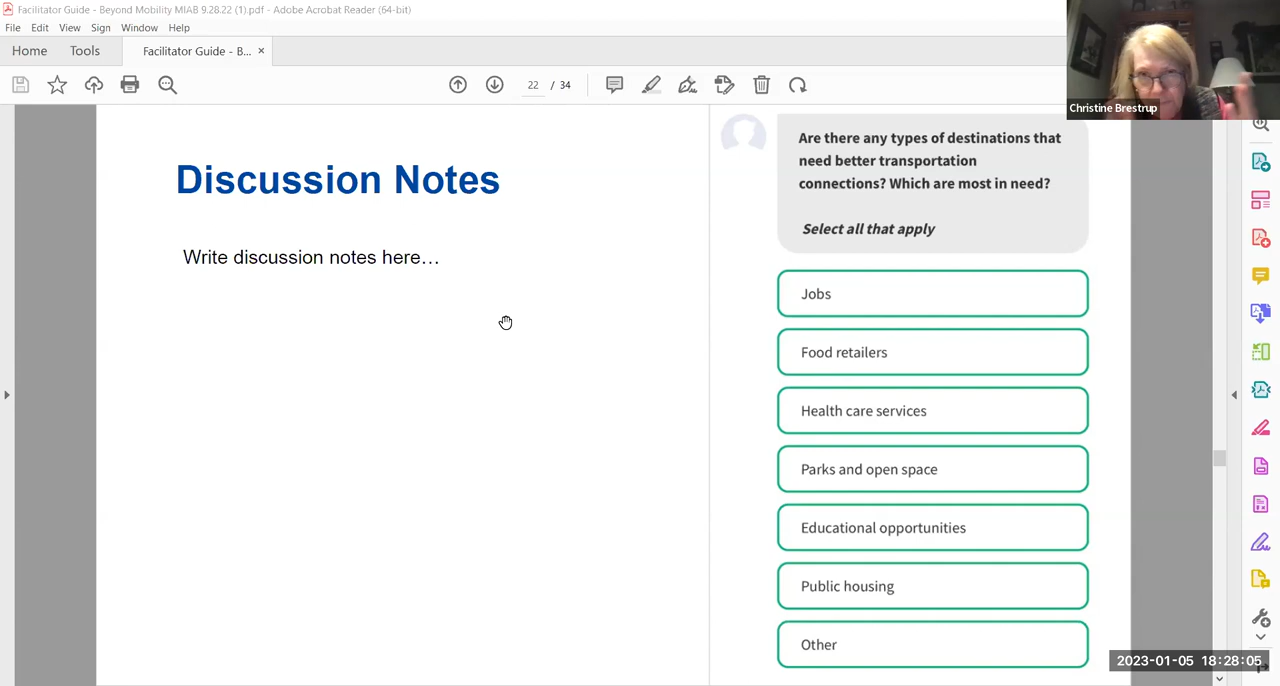 Facilitator Guide - Beyond Mobility MIAB 9.28.22 (1).pdf - Adobe Acrobat Reader (64-bit)
File Edit View Sign Window Help
Home Tools Facilitator Guide - B... ×
22 / 34
Christine Brestrup
Discussion Notes
Write discussion notes here…
Are there any types of destinations that
need better transportation
connections? Which are most in need?
Select all that apply
Jobs
Food retailers
Health care services
Parks and open space
Educational opportunities
Public housing
Other
2023-01-05 18:28:05